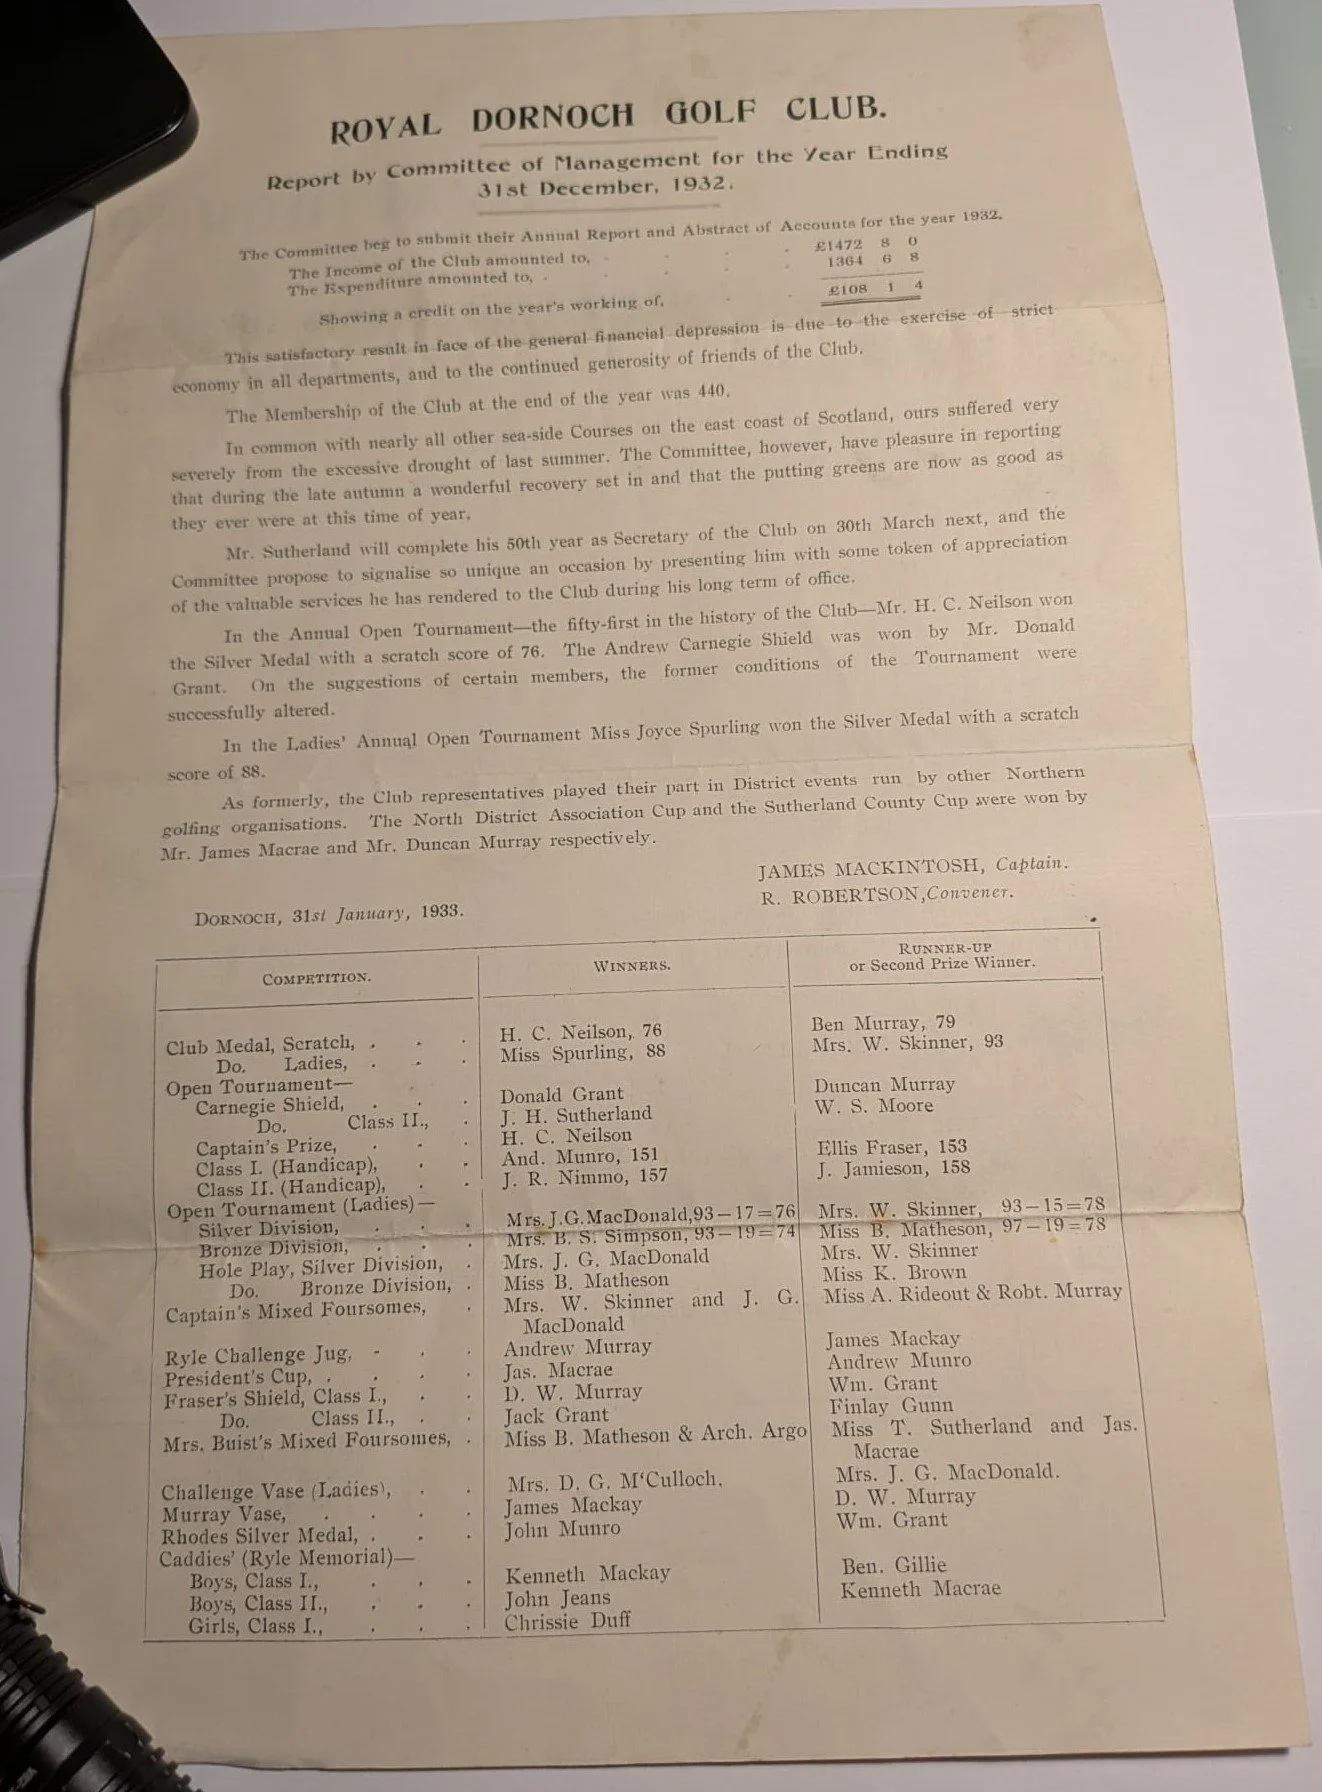 ROYAL DORNOCH GOLF CLUB.
Report by Committee of Management for the Year Ending
31st December, 1932.
The Committee beg to submit their Annual Report and Abstract of Accounts for the year 1932.
The Income of the Club amounted to, - - - - £1472 8 0
The Expenditure amounted to, - - - - 1364 6 8
Showing a credit on the year's working of, - - £108 1 4
This satisfactory result in face of the general financial depression is due to the exercise of strict
economy in all departments, and to the continued generosity of friends of the Club.
The Membership of the Club at the end of the year was 440.
In common with nearly all other sea-side Courses on the east coast of Scotland, ours suffered very
severely from the excessive drought of last summer. The Committee, however, have pleasure in reporting
that during the late autumn a wonderful recovery set in and that the putting greens are now as good as
they ever were at this time of year.
Mr. Sutherland will complete his 50th year as Secretary of the Club on 30th March next, and the
Committee propose to signalise so unique an occasion by presenting him with some token of appreciation
of the valuable services he has rendered to the Club during his long term of office.
In the Annual Open Tournament—the fifty-first in the history of the Club—Mr. H. C. Neilson won
the Silver Medal with a scratch score of 76. The Andrew Carnegie Shield was won by Mr. Donald
Grant. On the suggestions of certain members, the former conditions of the Tournament were
successfully altered.
In the Ladies' Annual Open Tournament Miss Joyce Spurling won the Silver Medal with a scratch
score of 88.
As formerly, the Club representatives played their part in District events run by other Northern
golfing organisations. The North District Association Cup and the Sutherland County Cup were won by
Mr. James Macrae and Mr. Duncan Murray respectively.
JAMES MACKINTOSH, Captain.
R. ROBERTSON, Convener.
DORNOCH, 31st January, 1933.
COMPETITION. WINNERS. RUNNER-UP
or Second Prize Winner.
Club Medal, Scratch, . . . H. C. Neilson, 76 Ben Murray, 79
Do. Ladies, . . . Miss Spurling, 88 Mrs. W. Skinner, 93
Open Tournament—
Carnegie Shield, . . . Donald Grant Duncan Murray
Do. Class II., . J. H. Sutherland W. S. Moore
Captain's Prize, . . . H. C. Neilson
Class I. (Handicap), . . And. Munro, 151 Ellis Fraser, 153
Class II. (Handicap), . . J. R. Nimmo, 157 J. Jamieson, 158
Open Tournament (Ladies)—
Silver Division, . . . Mrs. J.G. MacDonald, 93—17=76 Mrs. W. Skinner, 93—15=78
Bronze Division, . . . Mrs. B. S. Simpson, 93—19=74 Miss B. Matheson, 97—19=78
Hole Play, Silver Division, . Mrs. J. G. MacDonald Mrs. W. Skinner
Do. Bronze Division, . Miss B. Matheson Miss K. Brown
Captain's Mixed Foursomes, . Mrs. W. Skinner and J. G. Miss A. Rideout & Robt. Murray
MacDonald
Ryle Challenge Jug, - . . Andrew Murray James Mackay
President's Cup, . . . . Jas. Macrae Andrew Munro
Fraser's Shield, Class I., . . D. W. Murray Wm. Grant
Do. Class II., . . Jack Grant Finlay Gunn
Mrs. Buist's Mixed Foursomes, . Miss B. Matheson & Arch. Argo Miss T. Sutherland and Jas.
Macrae
Challenge Vase (Ladies), . . Mrs. D. G. M'Culloch. Mrs. J. G. MacDonald.
Murray Vase, . . . . James Mackay D. W. Murray
Rhodes Silver Medal, . . . John Munro Wm. Grant
Caddies' (Ryle Memorial)—
Boys, Class I., . . . Kenneth Mackay Ben. Gillie
Boys, Class II., . . . John Jeans Kenneth Macrae
Girls, Class I., . . . Chrissie Duff